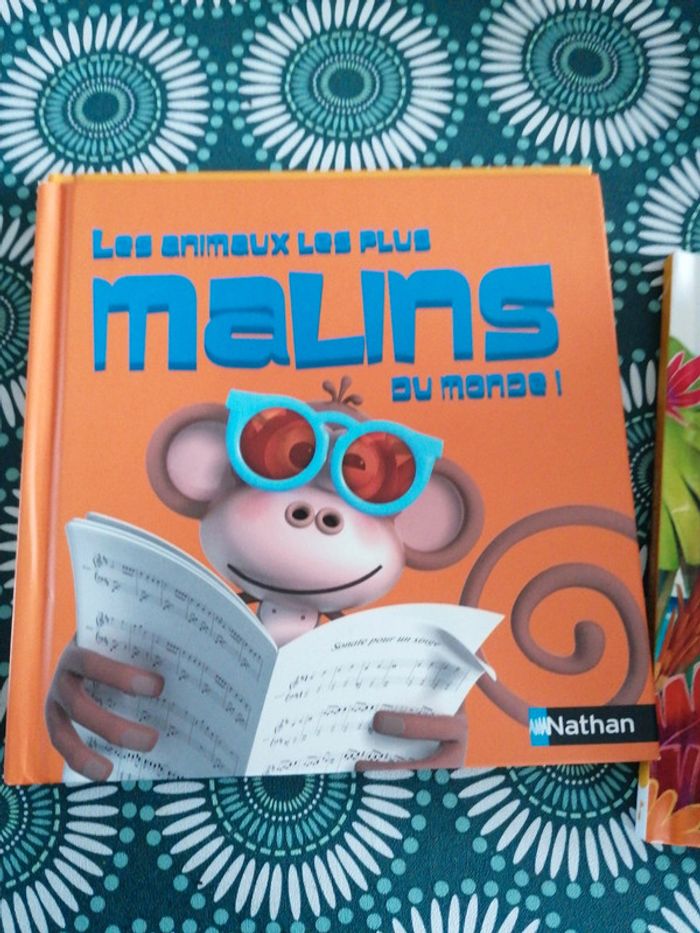 Les animaux les plus
malins
du monde !
Sonate pour un singe
Nathan